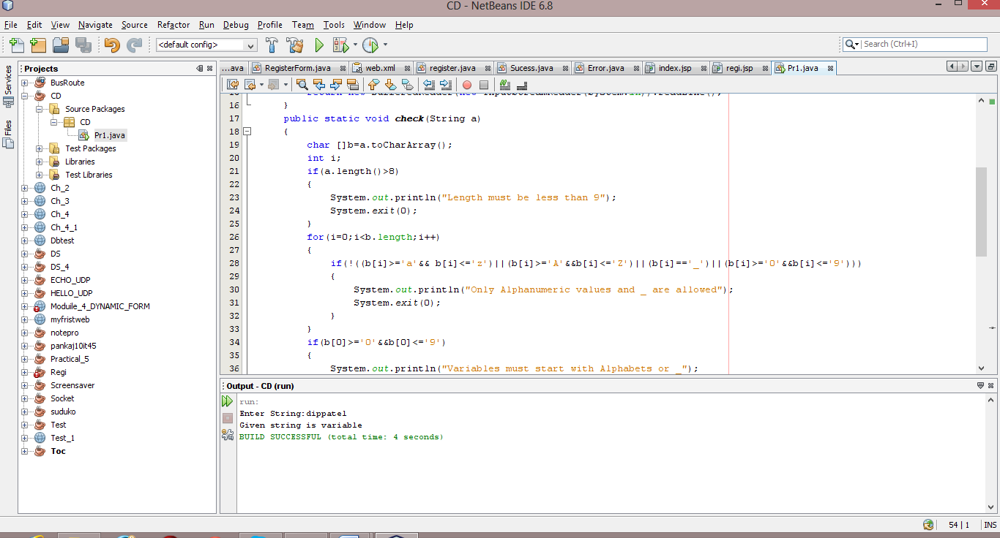 CD - NetBeans IDE 6.8
File Edit View Navigate Source Refactor Run Debug Profile Team Tools Window Help
<default config>
Search (Ctrl+I)
Services
Files
Projects
BusRoute
CD
Source Packages
CD
Pr1.java
Test Packages
Libraries
Test Libraries
Ch_2
Ch_3
Ch_4
Ch_4_1
Dbtest
DS
DS_4
ECHO_UDP
HELLO_UDP
Moduile_4_DYNAMIC_FORM
myfristweb
notepro
pankaj10it45
Practical_5
Regi
Screensaver
Socket
suduko
Test
Test_1
Toc
...ava RegisterForm.java web.xml register.java Sucess.java Error.java index.jsp regi.jsp Pr1.java
16 }
17 public static void check(String a)
18 {
19 char []b=a.toCharArray();
20 int i;
21 if(a.length()>8)
22 {
23 System.out.println("Length must be less than 9");
24 System.exit(0);
25 }
26 for(i=0;i<b.length;i++)
27 {
28 if(!((b[i]>='a'&& b[i]<='z')||(b[i]>='A'&&b[i]<='Z')||(b[i]=='_')||(b[i]>='0'&&b[i]<='9')))
29 {
30 System.out.println("Only Alphanumeric values and _ are allowed");
31 System.exit(0);
32 }
33 }
34 if(b[0]>='0'&&b[0]<='9')
35 {
36 System.out.println("Variables must start with Alphabets or _");
Output - CD (run)
run:
Enter String:dippatel
Given string is variable
BUILD SUCCESSFUL (total time: 4 seconds)
54 | 1 INS